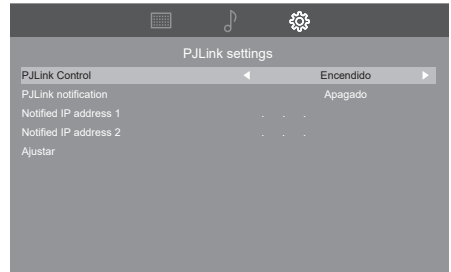 PJLink settings
PJLink Control Encendido
PJLink notification Apagado
Notified IP address 1 . . .
Notified IP address 2 . . .
Ajustar